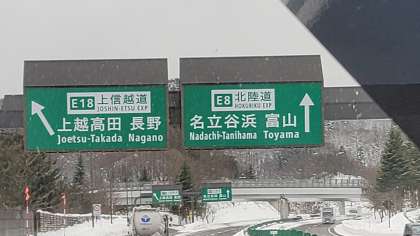 E18 上信越道
JOSHIN-ETSU EXP
上越高田 長野
Joetsu-Takada Nagano
E8 北陸道
HOKURIKU EXP
名立谷浜 富山
Nadachi-Tanihama Toyama